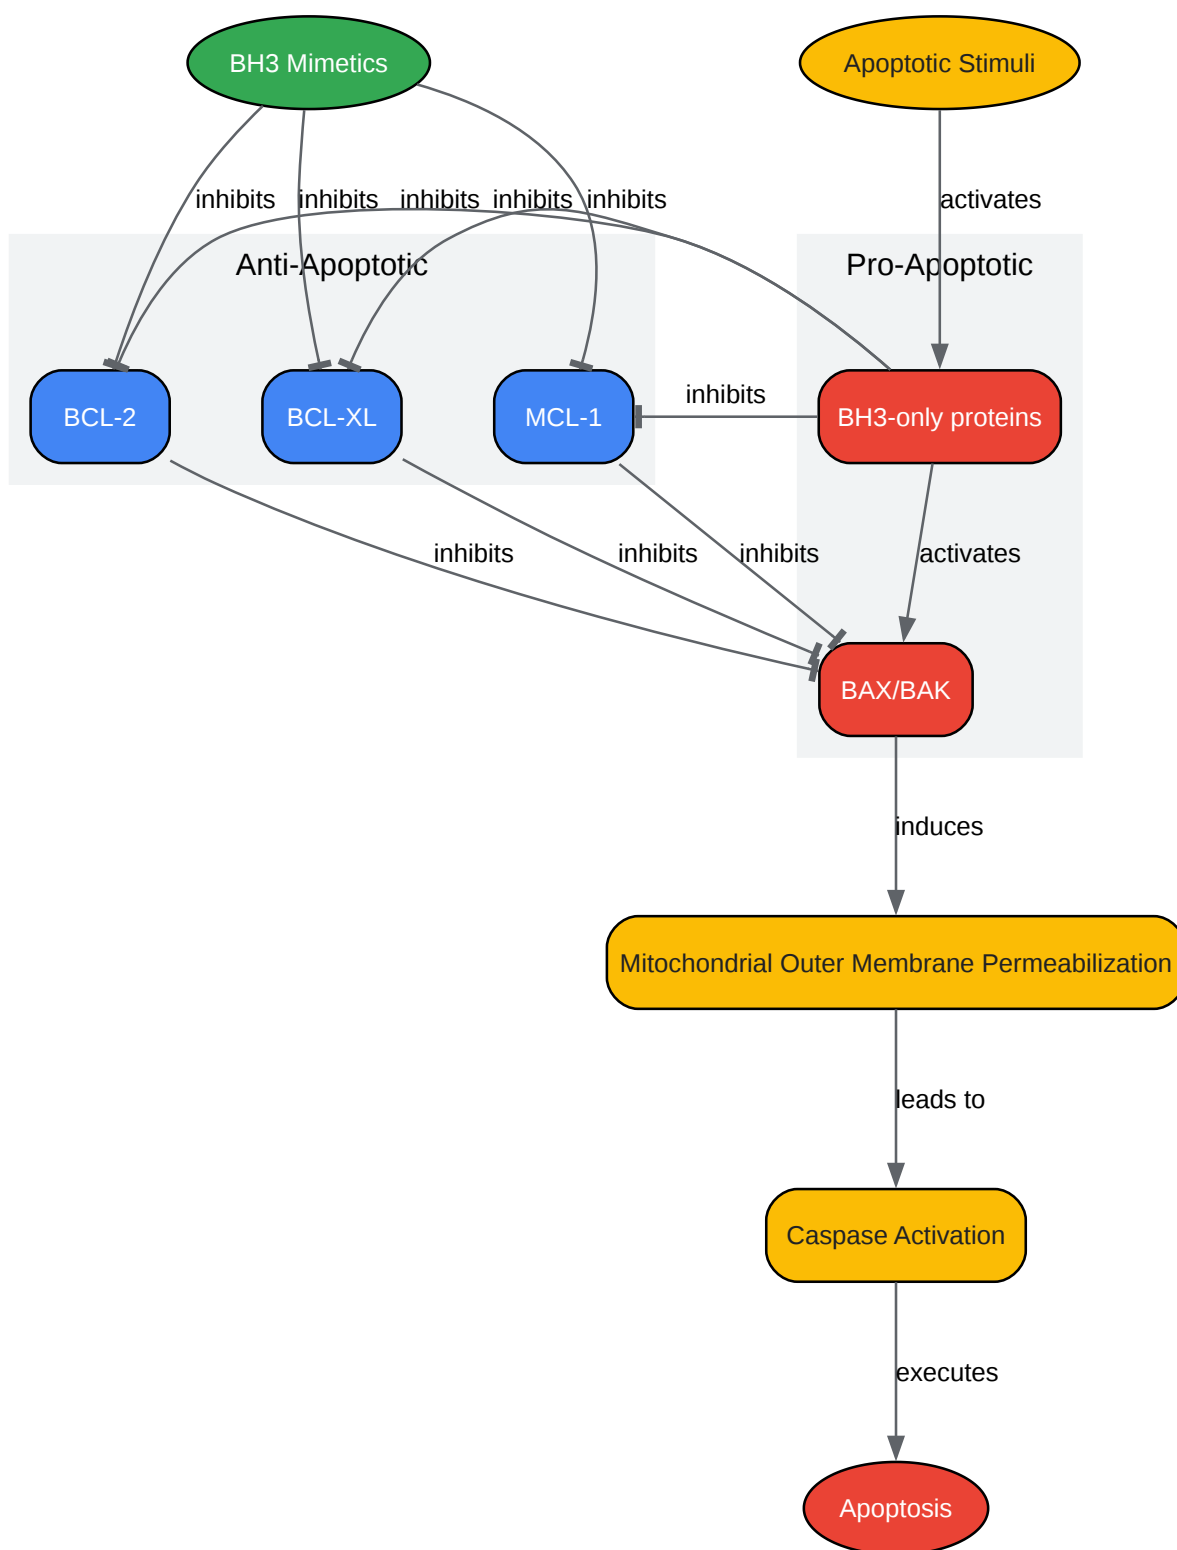 BH3 Mimetics
Apoptotic Stimuli
inhibits
inhibits
inhibits
inhibits
inhibits
activates
Anti-Apoptotic
Pro-Apoptotic
BCL-2
BCL-XL
MCL-1
inhibits
BH3-only proteins
inhibits
inhibits
inhibits
activates
BAX/BAK
induces
Mitochondrial Outer Membrane Permeabilization
leads to
Caspase Activation
executes
Apoptosis